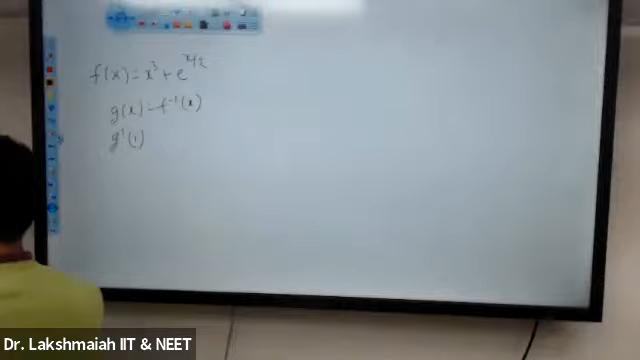 f(x) = x³ + e^(x/2)
g(x) = f⁻¹(x)
g'(1)
Dr. Lakshmaiah IIT & NEET